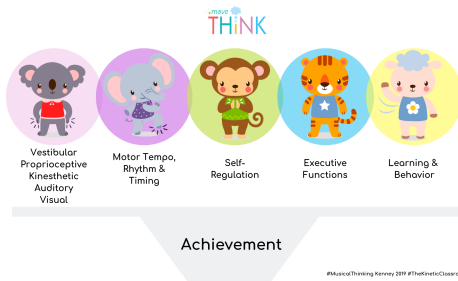 move
THiNK
Vestibular
Proprioceptive
Kinesthetic
Auditory
Visual
Motor Tempo,
Rhythm &
Timing
Self-
Regulation
Executive
Functions
Learning &
Behavior
Achievement
#MusicalThinking Kenney 2019 #TheKineticClassro